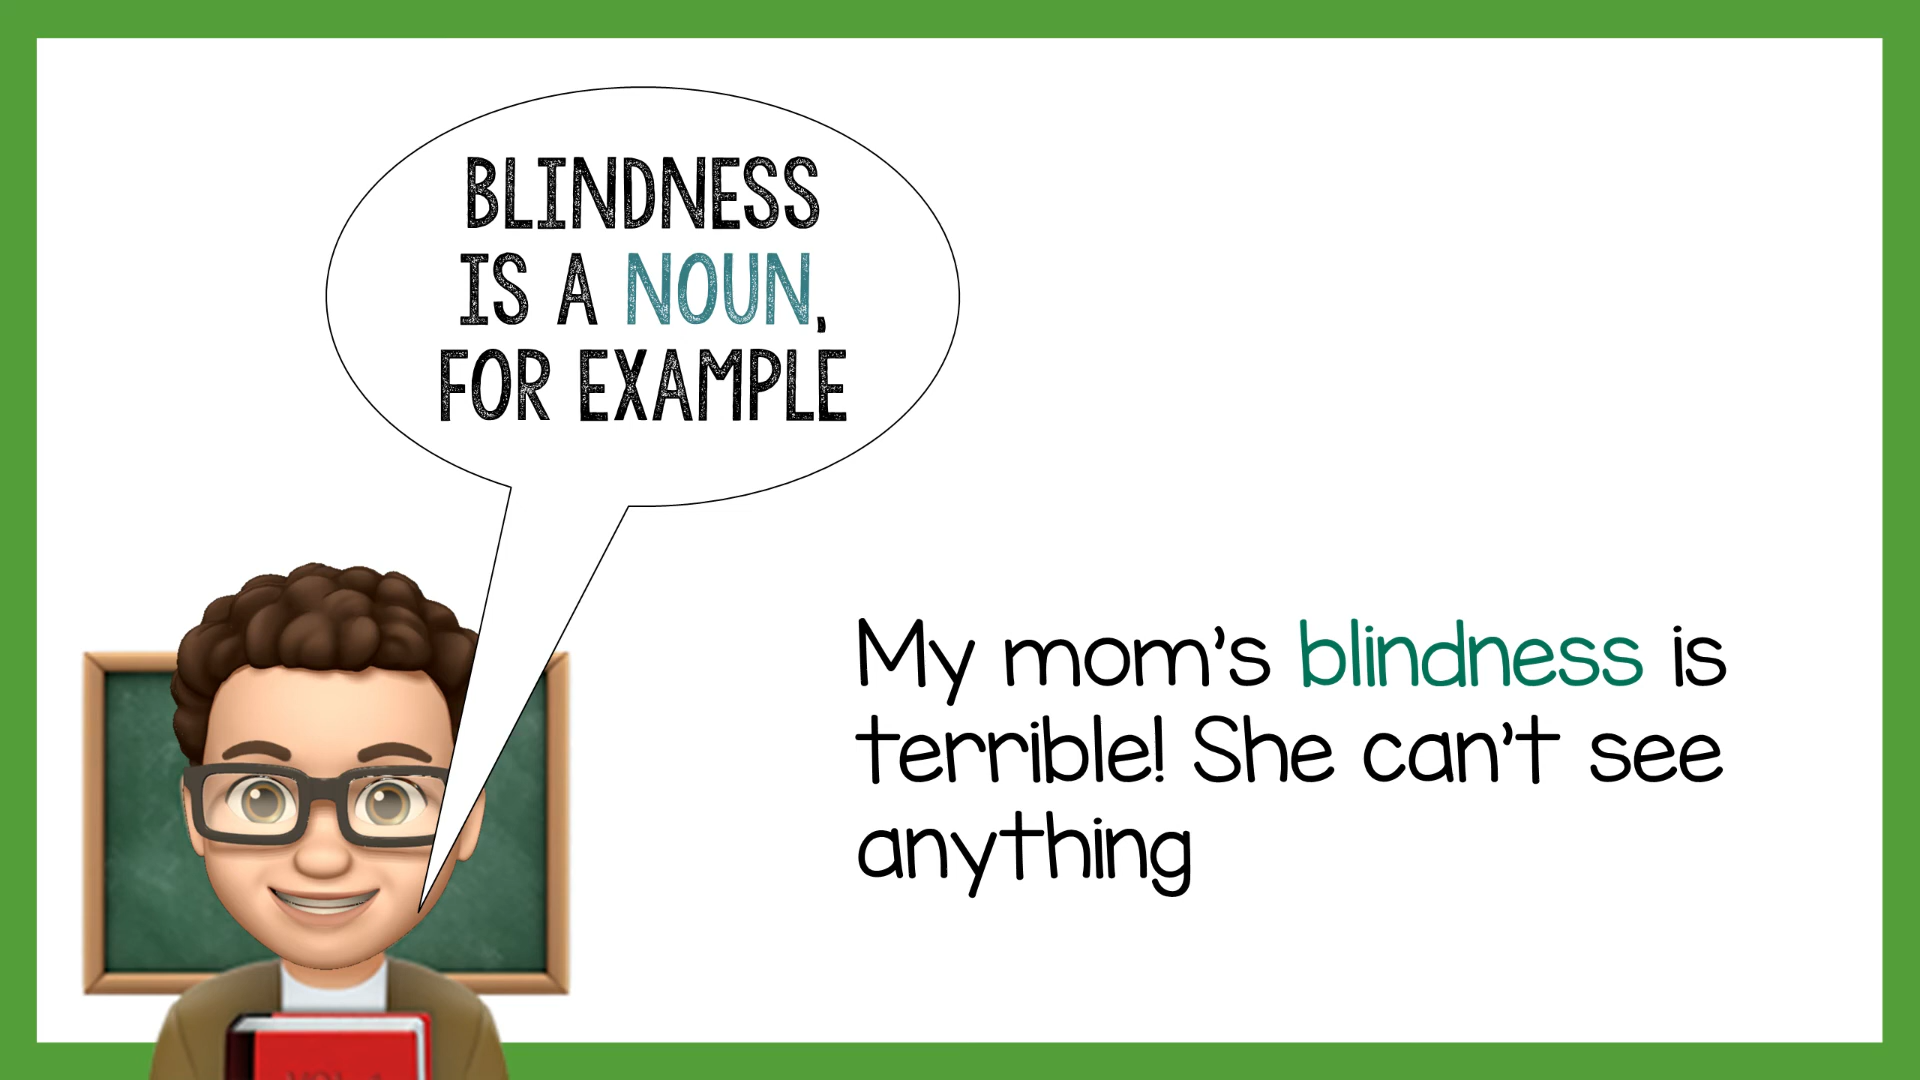 BLINDNESS
IS A NOUN,
FOR EXAMPLE
My mom's blindness is
terrible! She can't see
anything